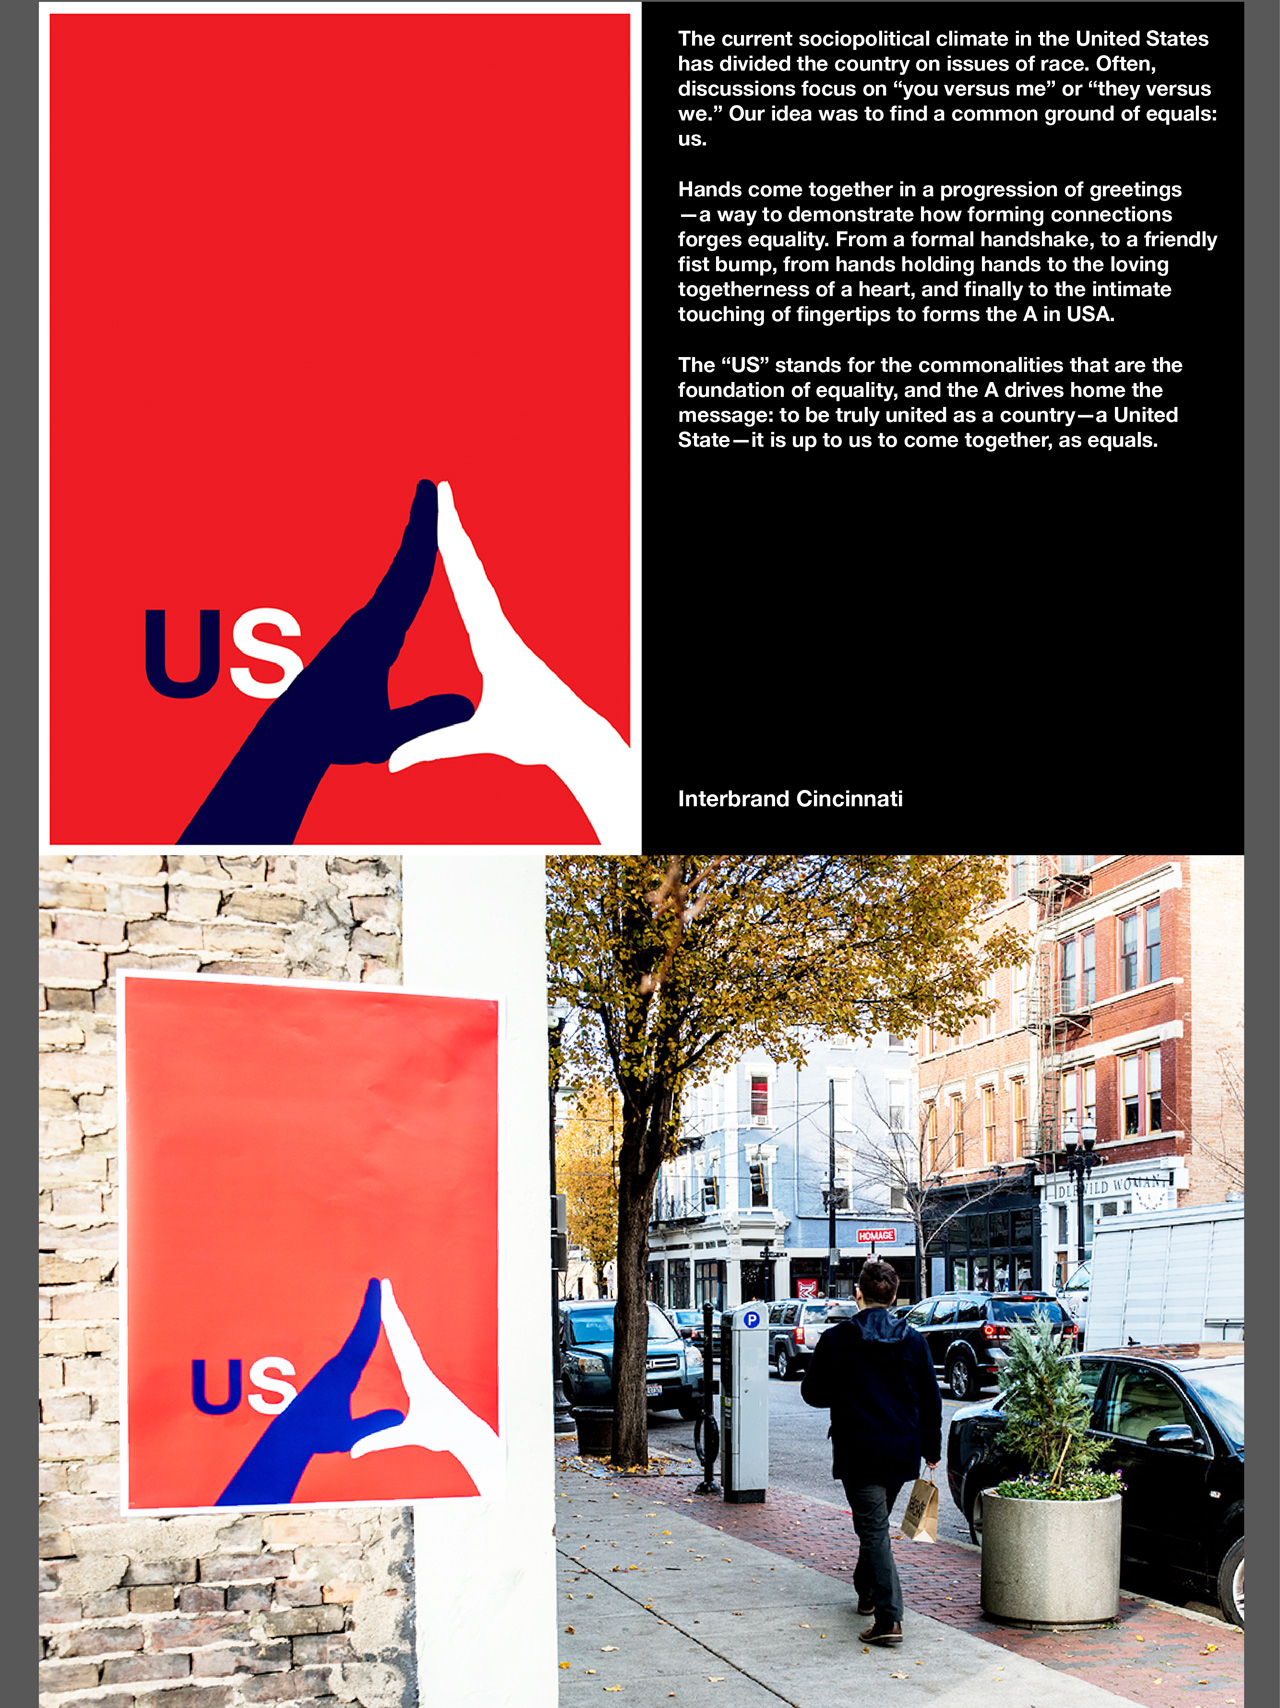 US
The current sociopolitical climate in the United States
has divided the country on issues of race. Often,
discussions focus on “you versus me” or “they versus
we.” Our idea was to find a common ground of equals:
us.
Hands come together in a progression of greetings
—a way to demonstrate how forming connections
forges equality. From a formal handshake, to a friendly
fist bump, from hands holding hands to the loving
togetherness of a heart, and finally to the intimate
touching of fingertips to forms the A in USA.
The “US” stands for the commonalities that are the
foundation of equality, and the A drives home the
message: to be truly united as a country—a United
State—it is up to us to come together, as equals.
Interbrand Cincinnati
IDLEWILD WOMAN
HOMAGE
P
US